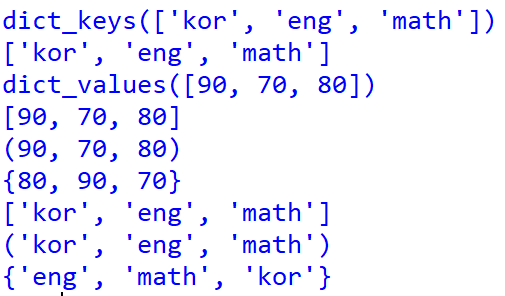 dict_keys(['kor', 'eng', 'math'])
['kor', 'eng', 'math']
dict_values([90, 70, 80])
[90, 70, 80]
(90, 70, 80)
{80, 90, 70}
['kor', 'eng', 'math']
('kor', 'eng', 'math')
{'eng', 'math', 'kor'}